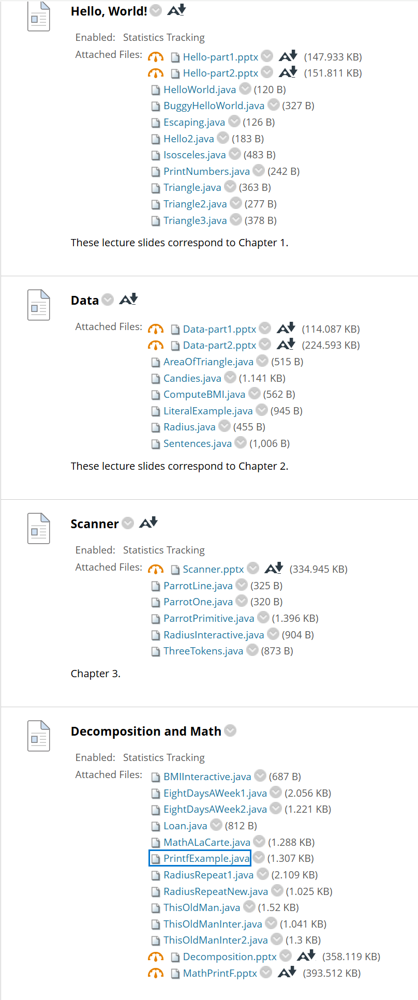 Hello, World!
Enabled: Statistics Tracking
Attached Files: Hello-part1.pptx (147.933 KB)
Hello-part2.pptx (151.811 KB)
HelloWorld.java (120 B)
BuggyHelloWorld.java (327 B)
Escaping.java (126 B)
Hello2.java (183 B)
Isosceles.java (483 B)
PrintNumbers.java (242 B)
Triangle.java (363 B)
Triangle2.java (277 B)
Triangle3.java (378 B)
These lecture slides correspond to Chapter 1.
Data
Attached Files: Data-part1.pptx (114.087 KB)
Data-part2.pptx (224.593 KB)
AreaOfTriangle.java (515 B)
Candies.java (1.141 KB)
ComputeBMI.java (562 B)
LiteralExample.java (945 B)
Radius.java (455 B)
Sentences.java (1,006 B)
These lecture slides correspond to Chapter 2.
Scanner
Enabled: Statistics Tracking
Attached Files: Scanner.pptx (334.945 KB)
ParrotLine.java (325 B)
ParrotOne.java (320 B)
ParrotPrimitive.java (1.396 KB)
RadiusInteractive.java (904 B)
ThreeTokens.java (873 B)
Chapter 3.
Decomposition and Math
Enabled: Statistics Tracking
Attached Files: BMIInteractive.java (687 B)
EightDaysAWeek1.java (2.056 KB)
EightDaysAWeek2.java (1.221 KB)
Loan.java (812 B)
MathALaCarte.java (1.288 KB)
PrintfExample.java (1.307 KB)
RadiusRepeat1.java (2.109 KB)
RadiusRepeatNew.java (1.025 KB)
ThisOldMan.java (1.52 KB)
ThisOldManInter.java (1.041 KB)
ThisOldManInter2.java (1.3 KB)
Decomposition.pptx (358.119 KB)
MathPrintF.pptx (393.512 KB)